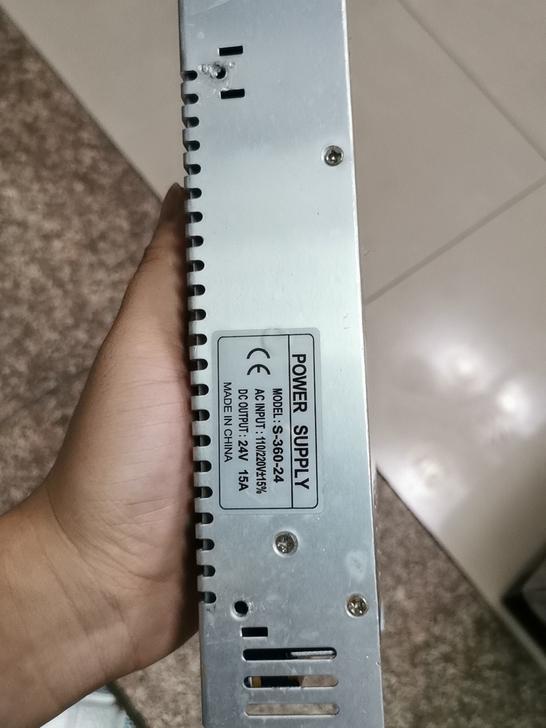 POWER SUPPLY
MODEL: S-360-24
AC INPUT: 110/220V±15%
DC OUTPUT: 24V 15A
CE
MADE IN CHINA